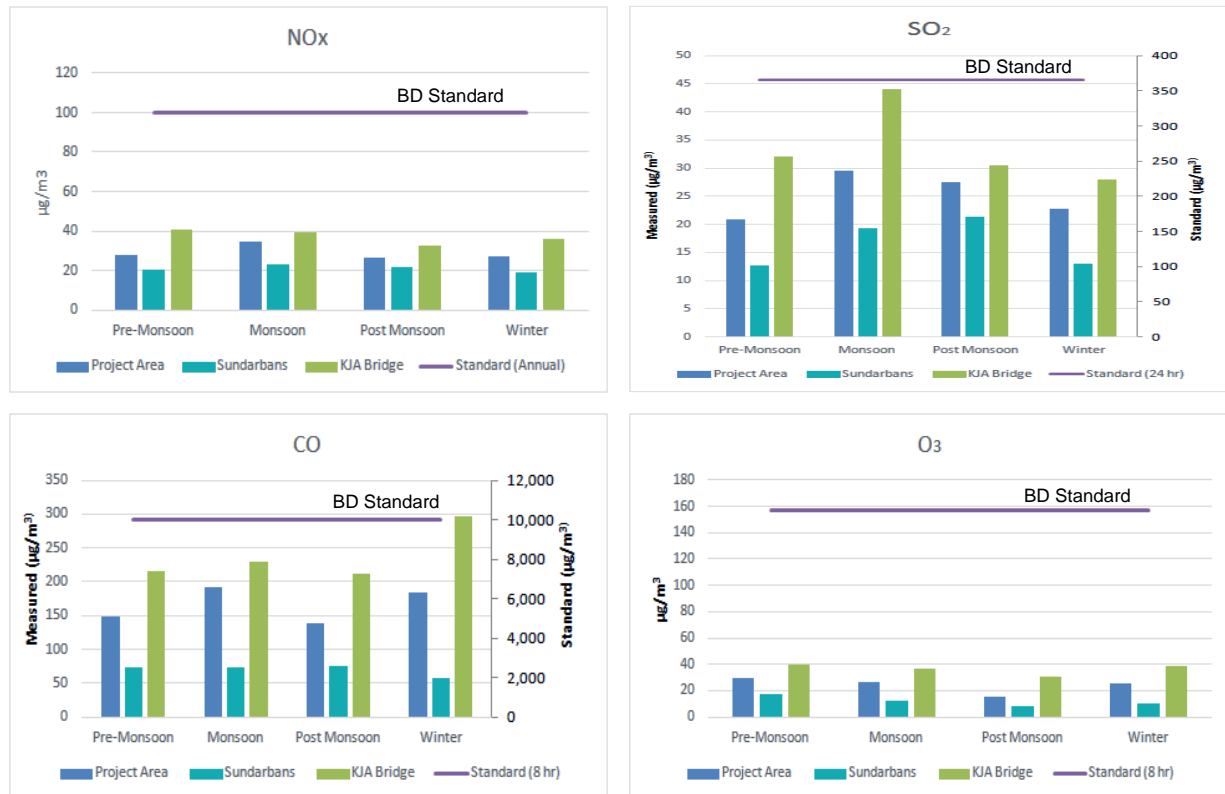 NOx
120
100
80
60
40
20
0
µg/m3
BD Standard
Pre-Monsoon Monsoon Post Monsoon Winter
Project Area Sundarbans KJA Bridge Standard (Annual)
SO₂
50
45
40
35
30
25
20
15
10
5
0
Measured (µg/m³)
BD Standard
400
350
300
250
200
150
100
50
0
Standard (µg/m³)
Pre-Monsoon Monsoon Post Monsoon Winter
Project Area Sundarbans KJA Bridge Standard (24 hr)
CO
350
300
250
200
150
100
50
0
Measured (µg/m³)
BD Standard
12,000
10,000
8,000
6,000
4,000
2,000
0
Standard (µg/m³)
Pre-Monsoon Monsoon Post Monsoon Winter
Project Area Sundarbans KJA Bridge Standard (8 hr)
O₃
180
160
140
120
100
80
60
40
20
0
µg/m³
BD Standard
Pre-Monsoon Monsoon Post Monsoon Winter
Project Area Sundarbans KJA Bridge Standard (8 hr)